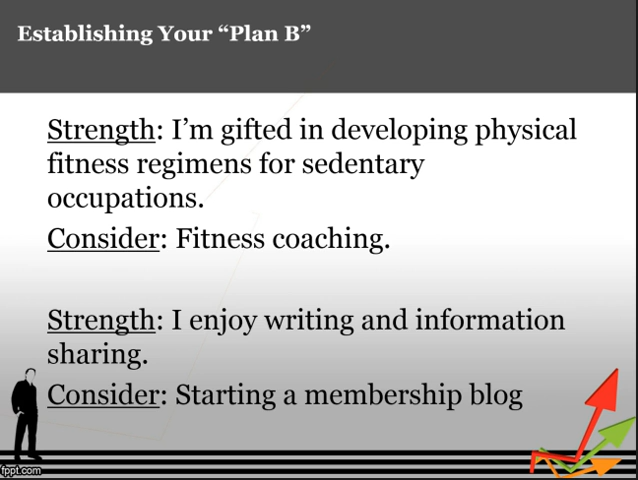 Establishing Your “Plan B”
Strength: I’m gifted in developing physical
fitness regimens for sedentary
occupations.
Consider: Fitness coaching.
Strength: I enjoy writing and information
sharing.
Consider: Starting a membership blog
fppt.com